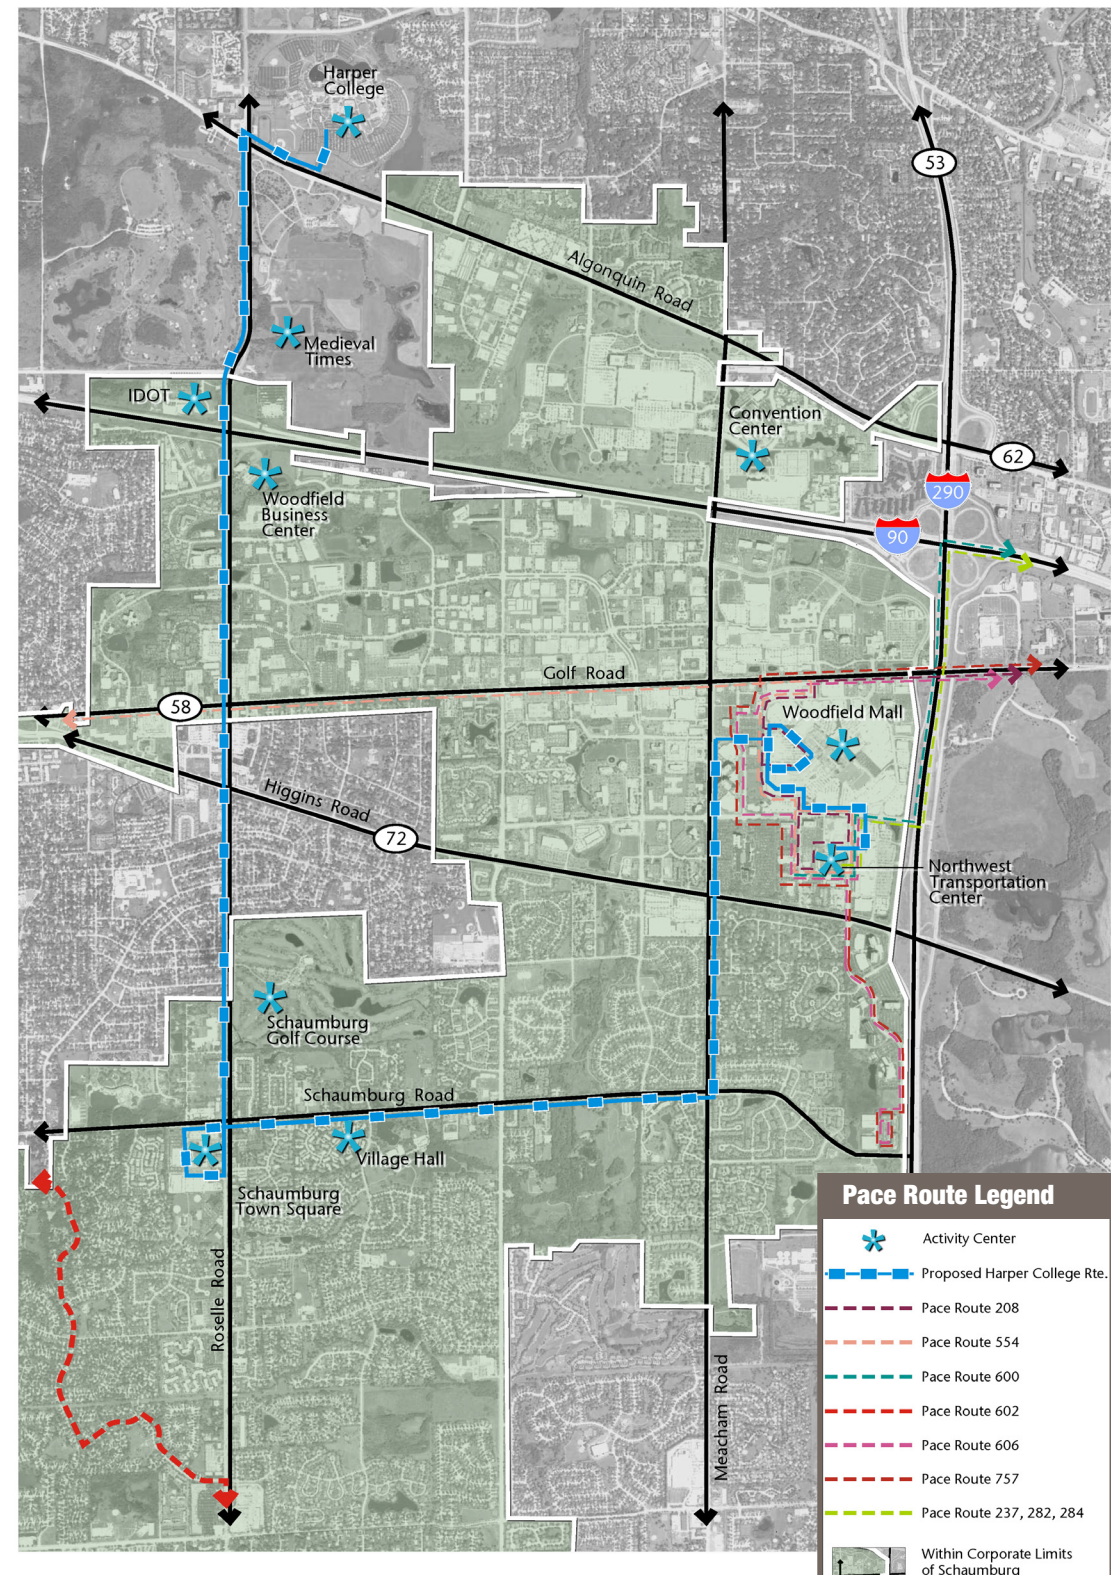 Harper
College
53
Algonquin Road
Medieval
Times
IDOT
Convention
Center
62
Woodfield
Business
Center
290
90
Golf Road
58
Woodfield Mall
Higgins Road
72
Northwest
Transportation
Center
Schaumburg
Golf Course
Schaumburg Road
Village Hall
Schaumburg
Town Square
Roselle Road
Meacham Road
Pace Route Legend
Activity Center
Proposed Harper College Rte.
Pace Route 208
Pace Route 554
Pace Route 600
Pace Route 602
Pace Route 606
Pace Route 757
Pace Route 237, 282, 284
Within Corporate Limits
of Schaumburg